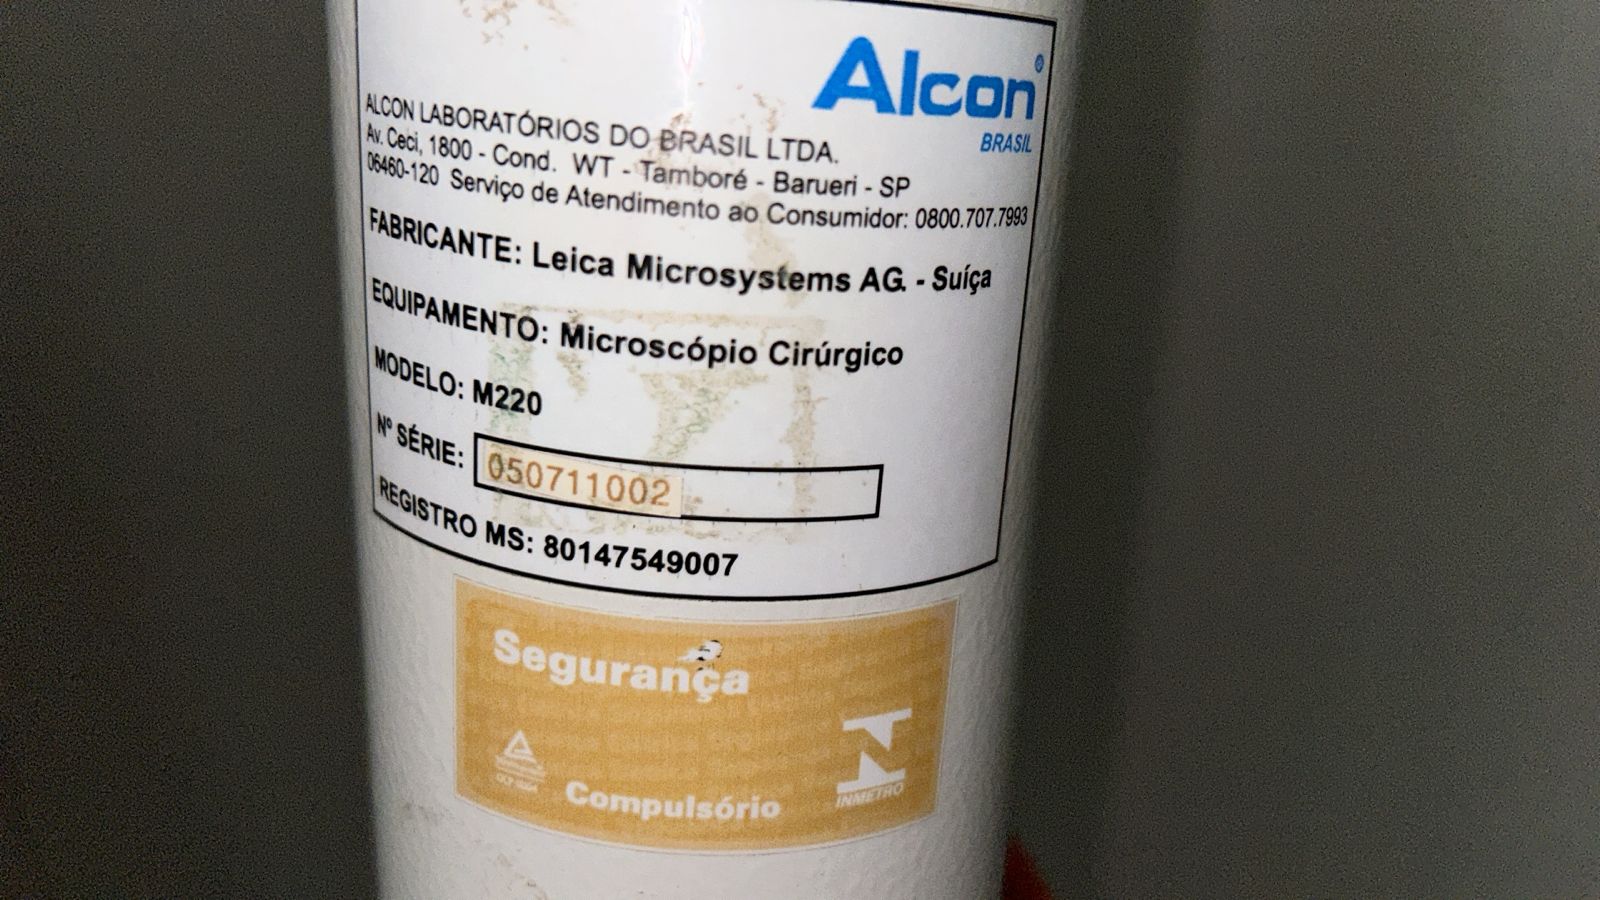 Alcon®
BRASIL
ALCON LABORATÓRIOS DO BRASIL LTDA.
Av. Ceci, 1800 - Cond. WT - Tamboré - Barueri - SP
06460-120 Serviço de Atendimento ao Consumidor: 0800.707.7993
FABRICANTE: Leica Microsystems AG. - Suíça
EQUIPAMENTO: Microscópio Cirúrgico
MODELO: M220
Nº SÉRIE: 050711002
REGISTRO MS: 80147549007
Segurança
Compulsório
INMETRO